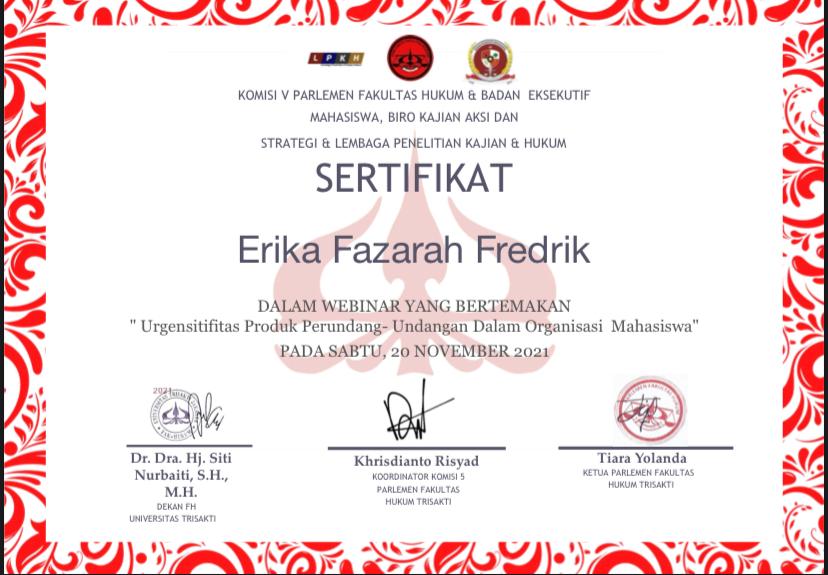 L P K H
KOMISI V PARLEMEN FAKULTAS HUKUM & BADAN EKSEKUTIF
MAHASISWA, BIRO KAJIAN AKSI DAN
STRATEGI & LEMBAGA PENELITIAN KAJIAN & HUKUM
SERTIFIKAT
Erika Fazarah Fredrik
DALAM WEBINAR YANG BERTEMAKAN
" Urgensitifitas Produk Perundang- Undangan Dalam Organisasi Mahasiswa"
PADA SABTU, 20 NOVEMBER 2021
2021
Dr. Dra. Hj. Siti
Nurbaiti, S.H.,
M.H.
DEKAN FH
UNIVERSITAS TRISAKTI
Khrisdianto Risyad
KOORDINATOR KOMISI 5
PARLEMEN FAKULTAS
HUKUM TRISAKTI
Tiara Yolanda
KETUA PARLEMEN FAKULTAS
HUKUM TRISAKTI